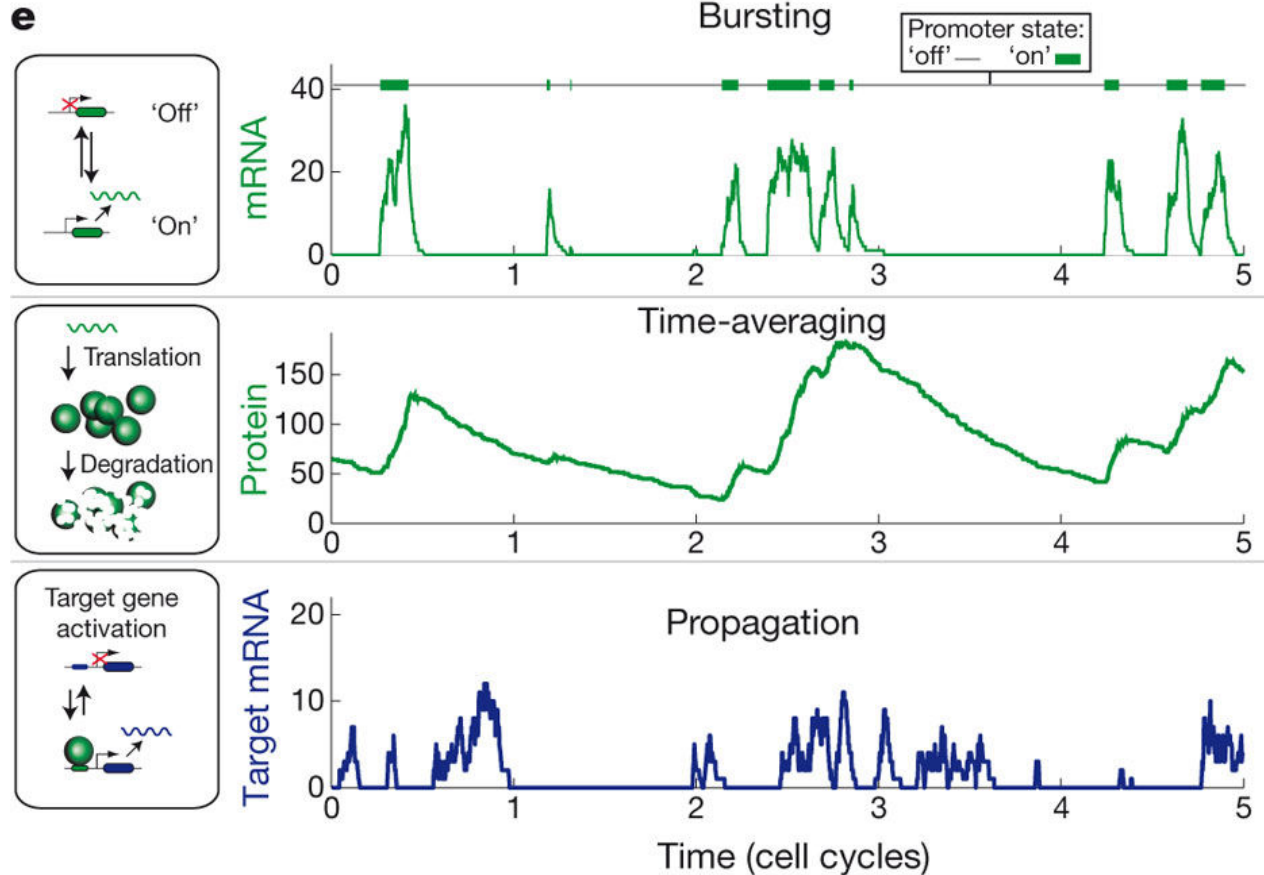 e
Bursting
Promoter state:
‘off’ ‘on’
‘Off’
‘On’
mRNA
40
20
0
0 1 2 3 4 5
Time-averaging
Translation
Degradation
Protein
150
100
50
0
0 1 2 3 4 5
Target gene
activation
Propagation
Target mRNA
20
10
0
0 1 2 3 4 5
Time (cell cycles)